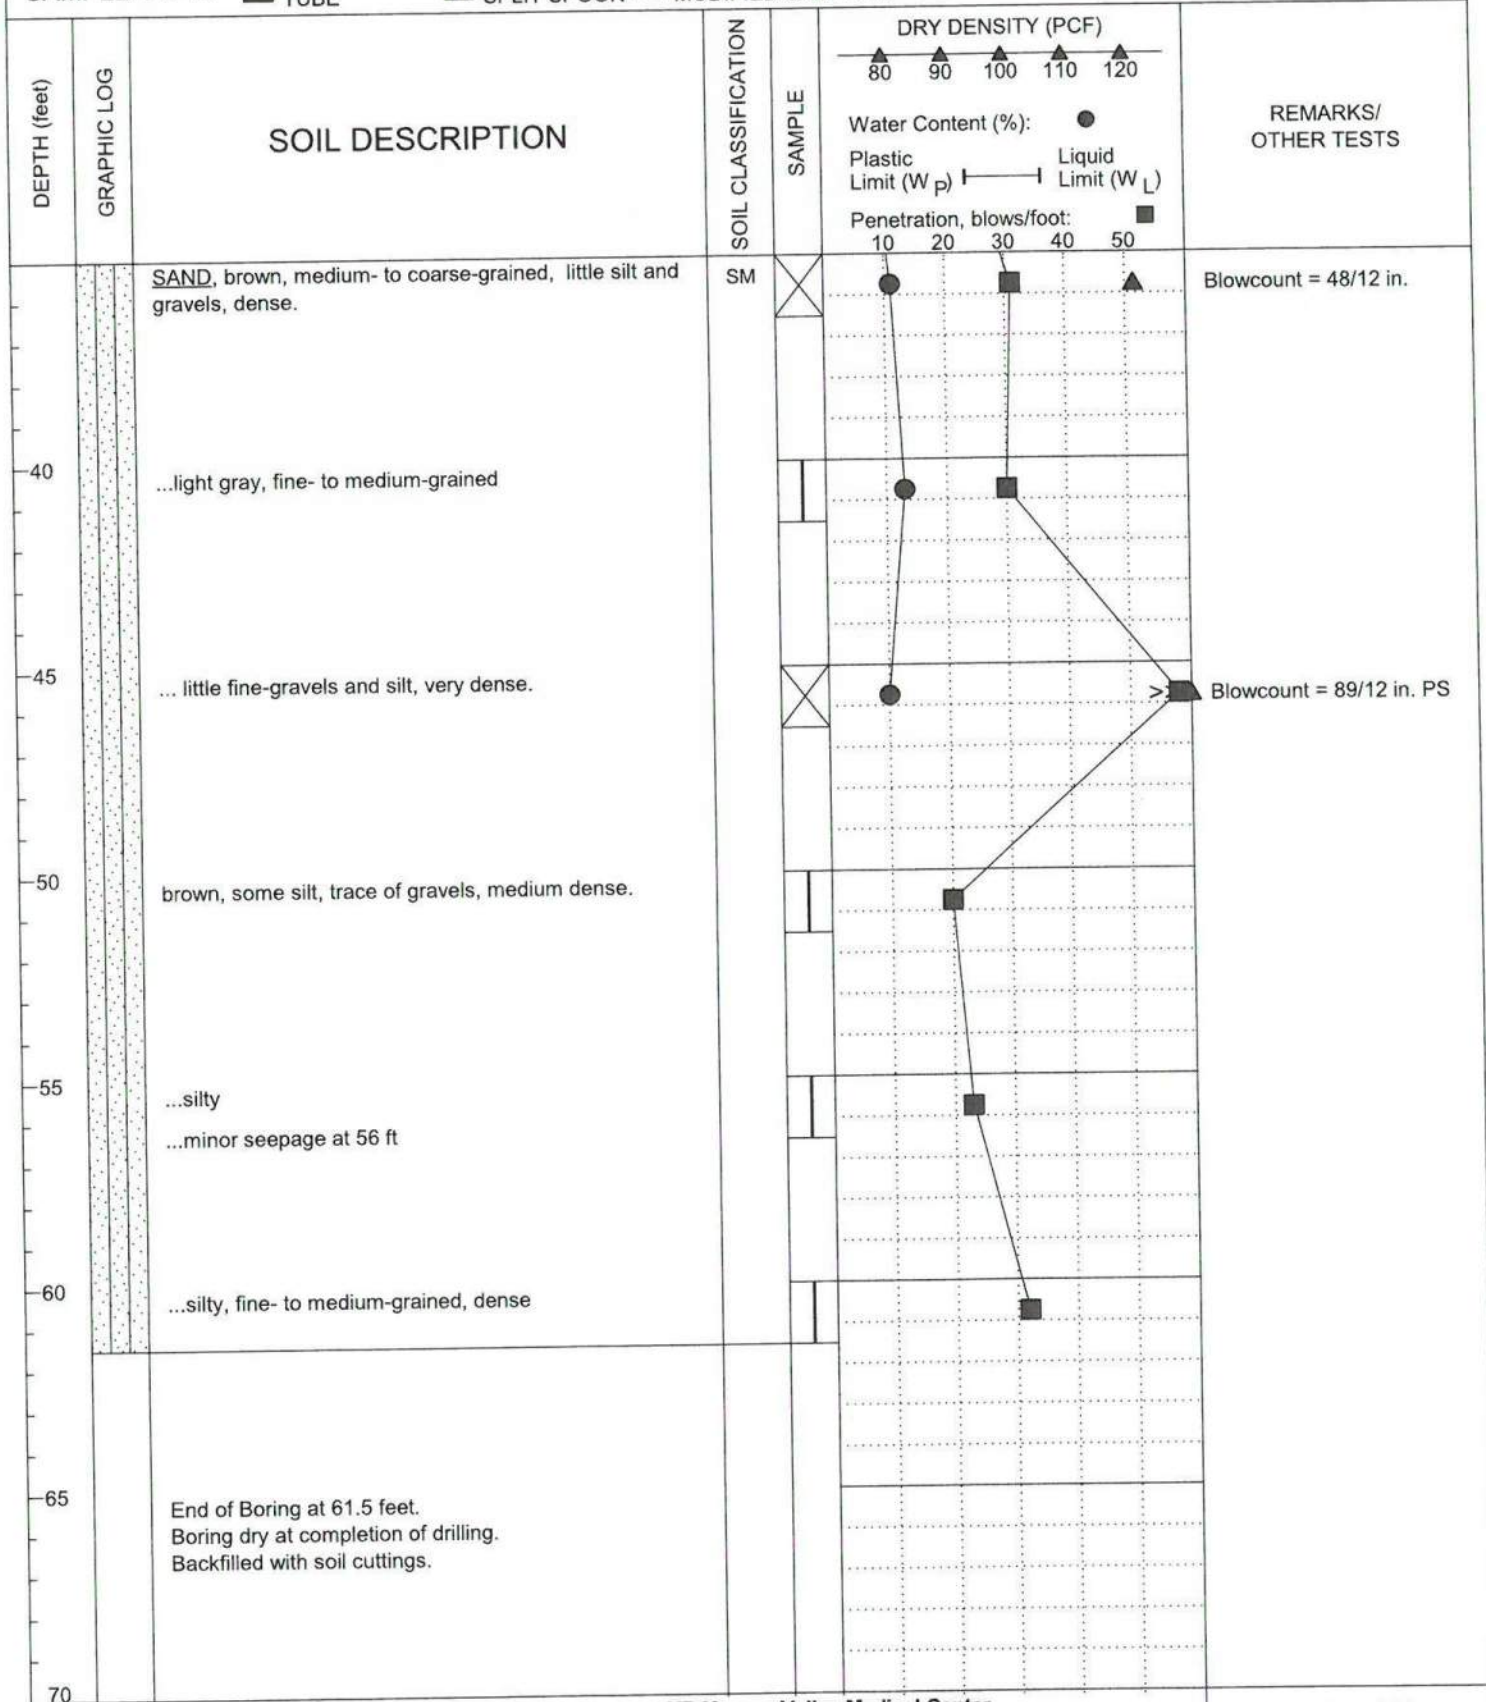 TUBE
DEPTH (feet)
GRAPHIC LOG
SOIL DESCRIPTION
SOIL CLASSIFICATION
SAMPLE
DRY DENSITY (PCF)
80 90 100 110 120
Water Content (%):
Plastic Liquid
Limit (W P) Limit (W L)
Penetration, blows/foot:
10 20 30 40 50
REMARKS/
OTHER TESTS
SAND, brown, medium- to coarse-grained, little silt and
gravels, dense.
SM
Blowcount = 48/12 in.
40
...light gray, fine- to medium-grained
45
... little fine-gravels and silt, very dense.
>
Blowcount = 89/12 in. PS
50
brown, some silt, trace of gravels, medium dense.
55
...silty
...minor seepage at 56 ft
60
...silty, fine- to medium-grained, dense
65
End of Boring at 61.5 feet.
Boring dry at completion of drilling.
Backfilled with soil cuttings.
70